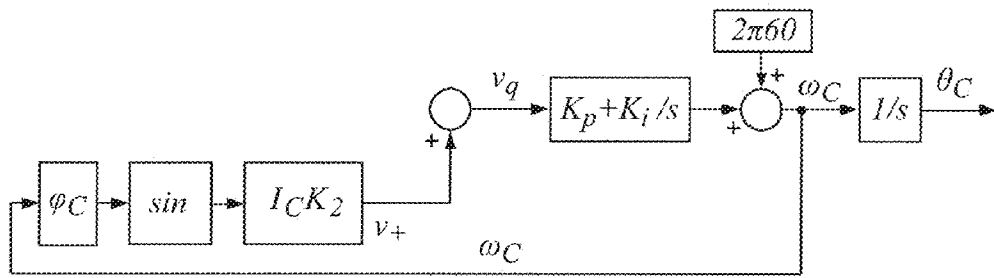 2π60
+
v_q
K_p+K_i/s
ω_C
1/s
θ_C
+
+
φ_C
sin
I_C K_2
v_+
ω_C